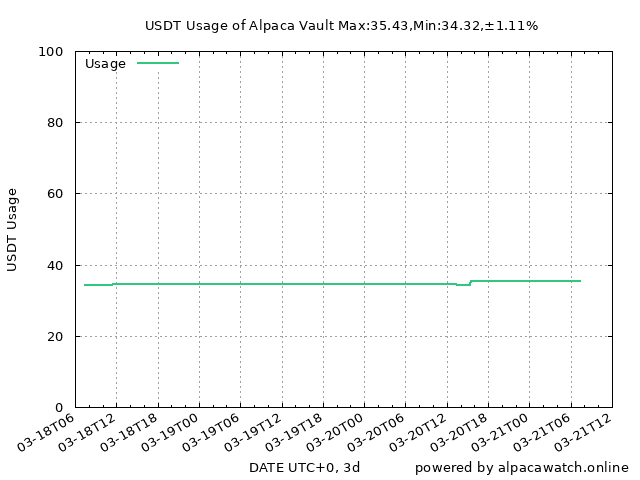 USDT Usage of Alpaca Vault Max:35.43,Min:34.32,±1.11%
Usage
100
80
60
40
20
0
USDT Usage
03-18T06
03-18T12
03-18T18
03-19T00
03-19T06
03-19T12
03-19T18
03-20T00
03-20T06
03-20T12
03-20T18
03-21T00
03-21T06
03-21T12
DATE UTC+0, 3d
powered by alpacawatch.online